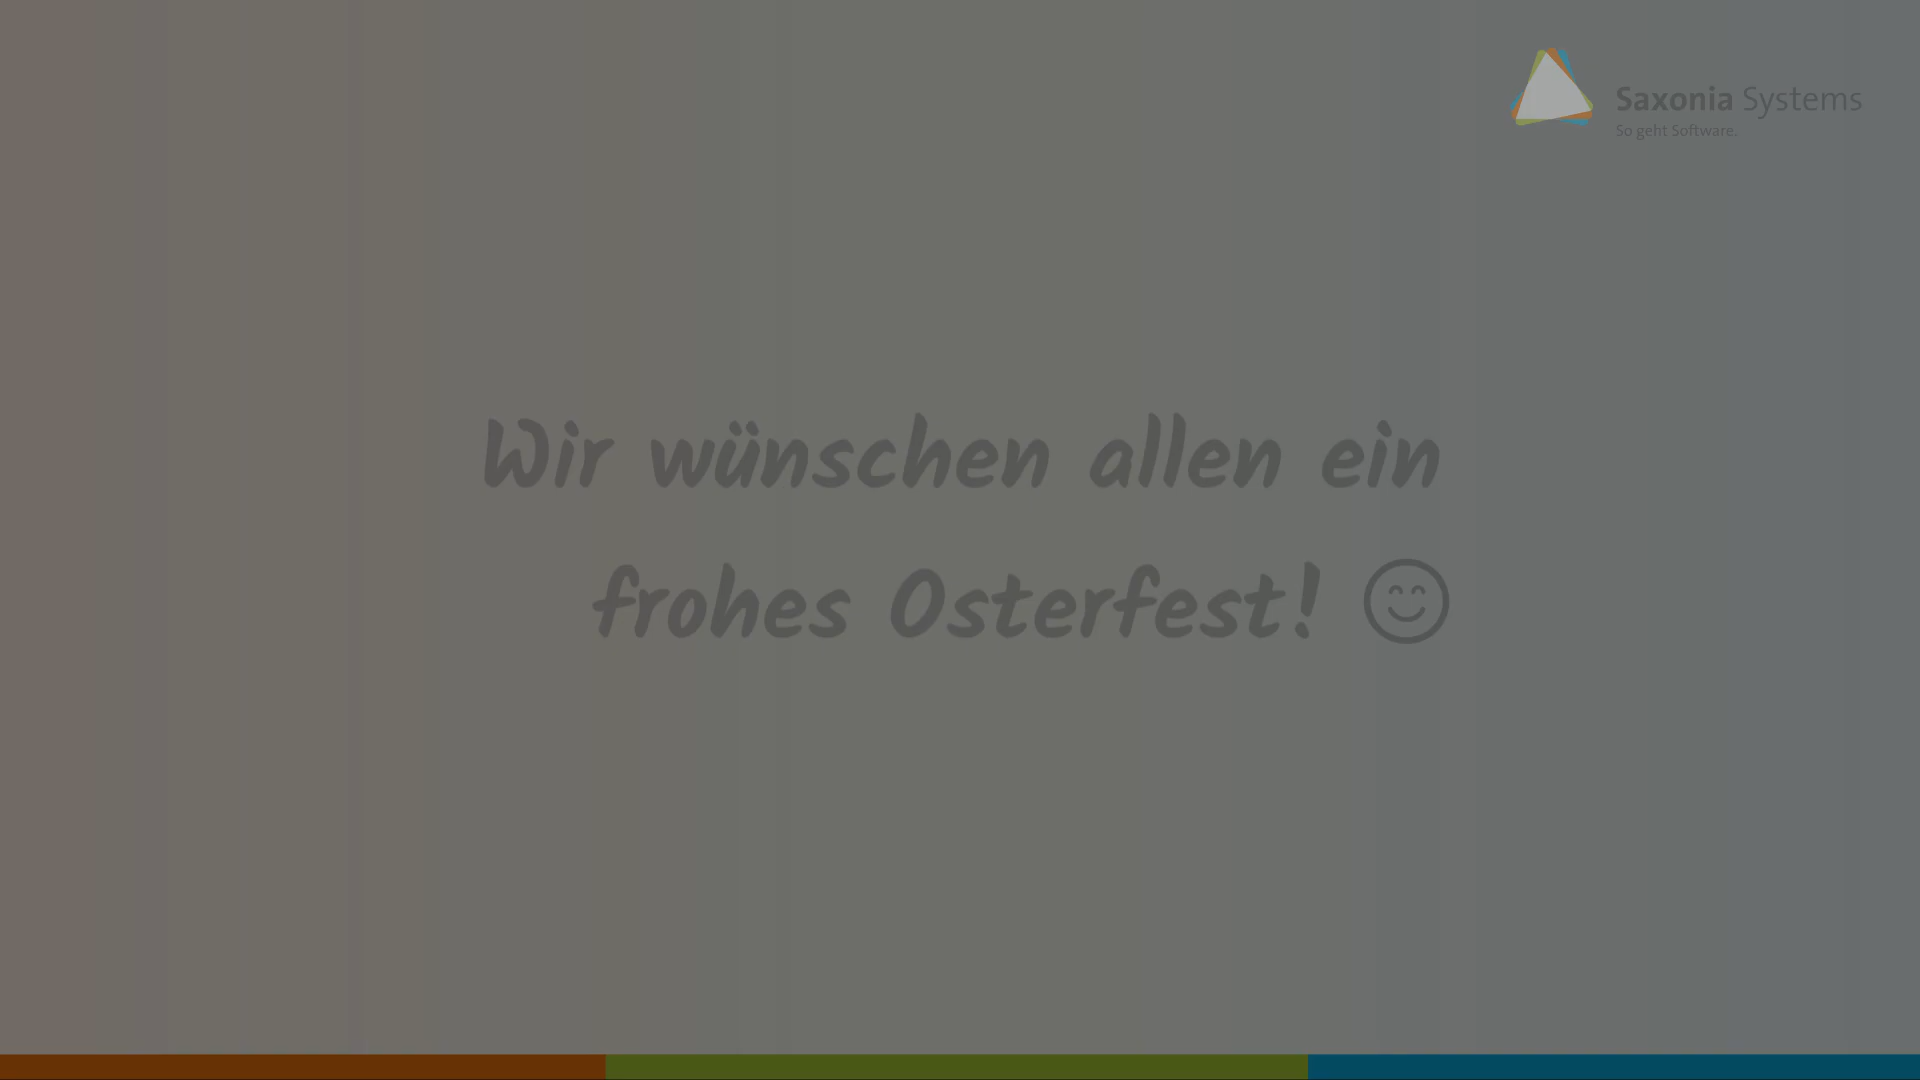 Saxonia Systems
So geht Software.
Wir wünschen allen ein
frohes Osterfest! 😊